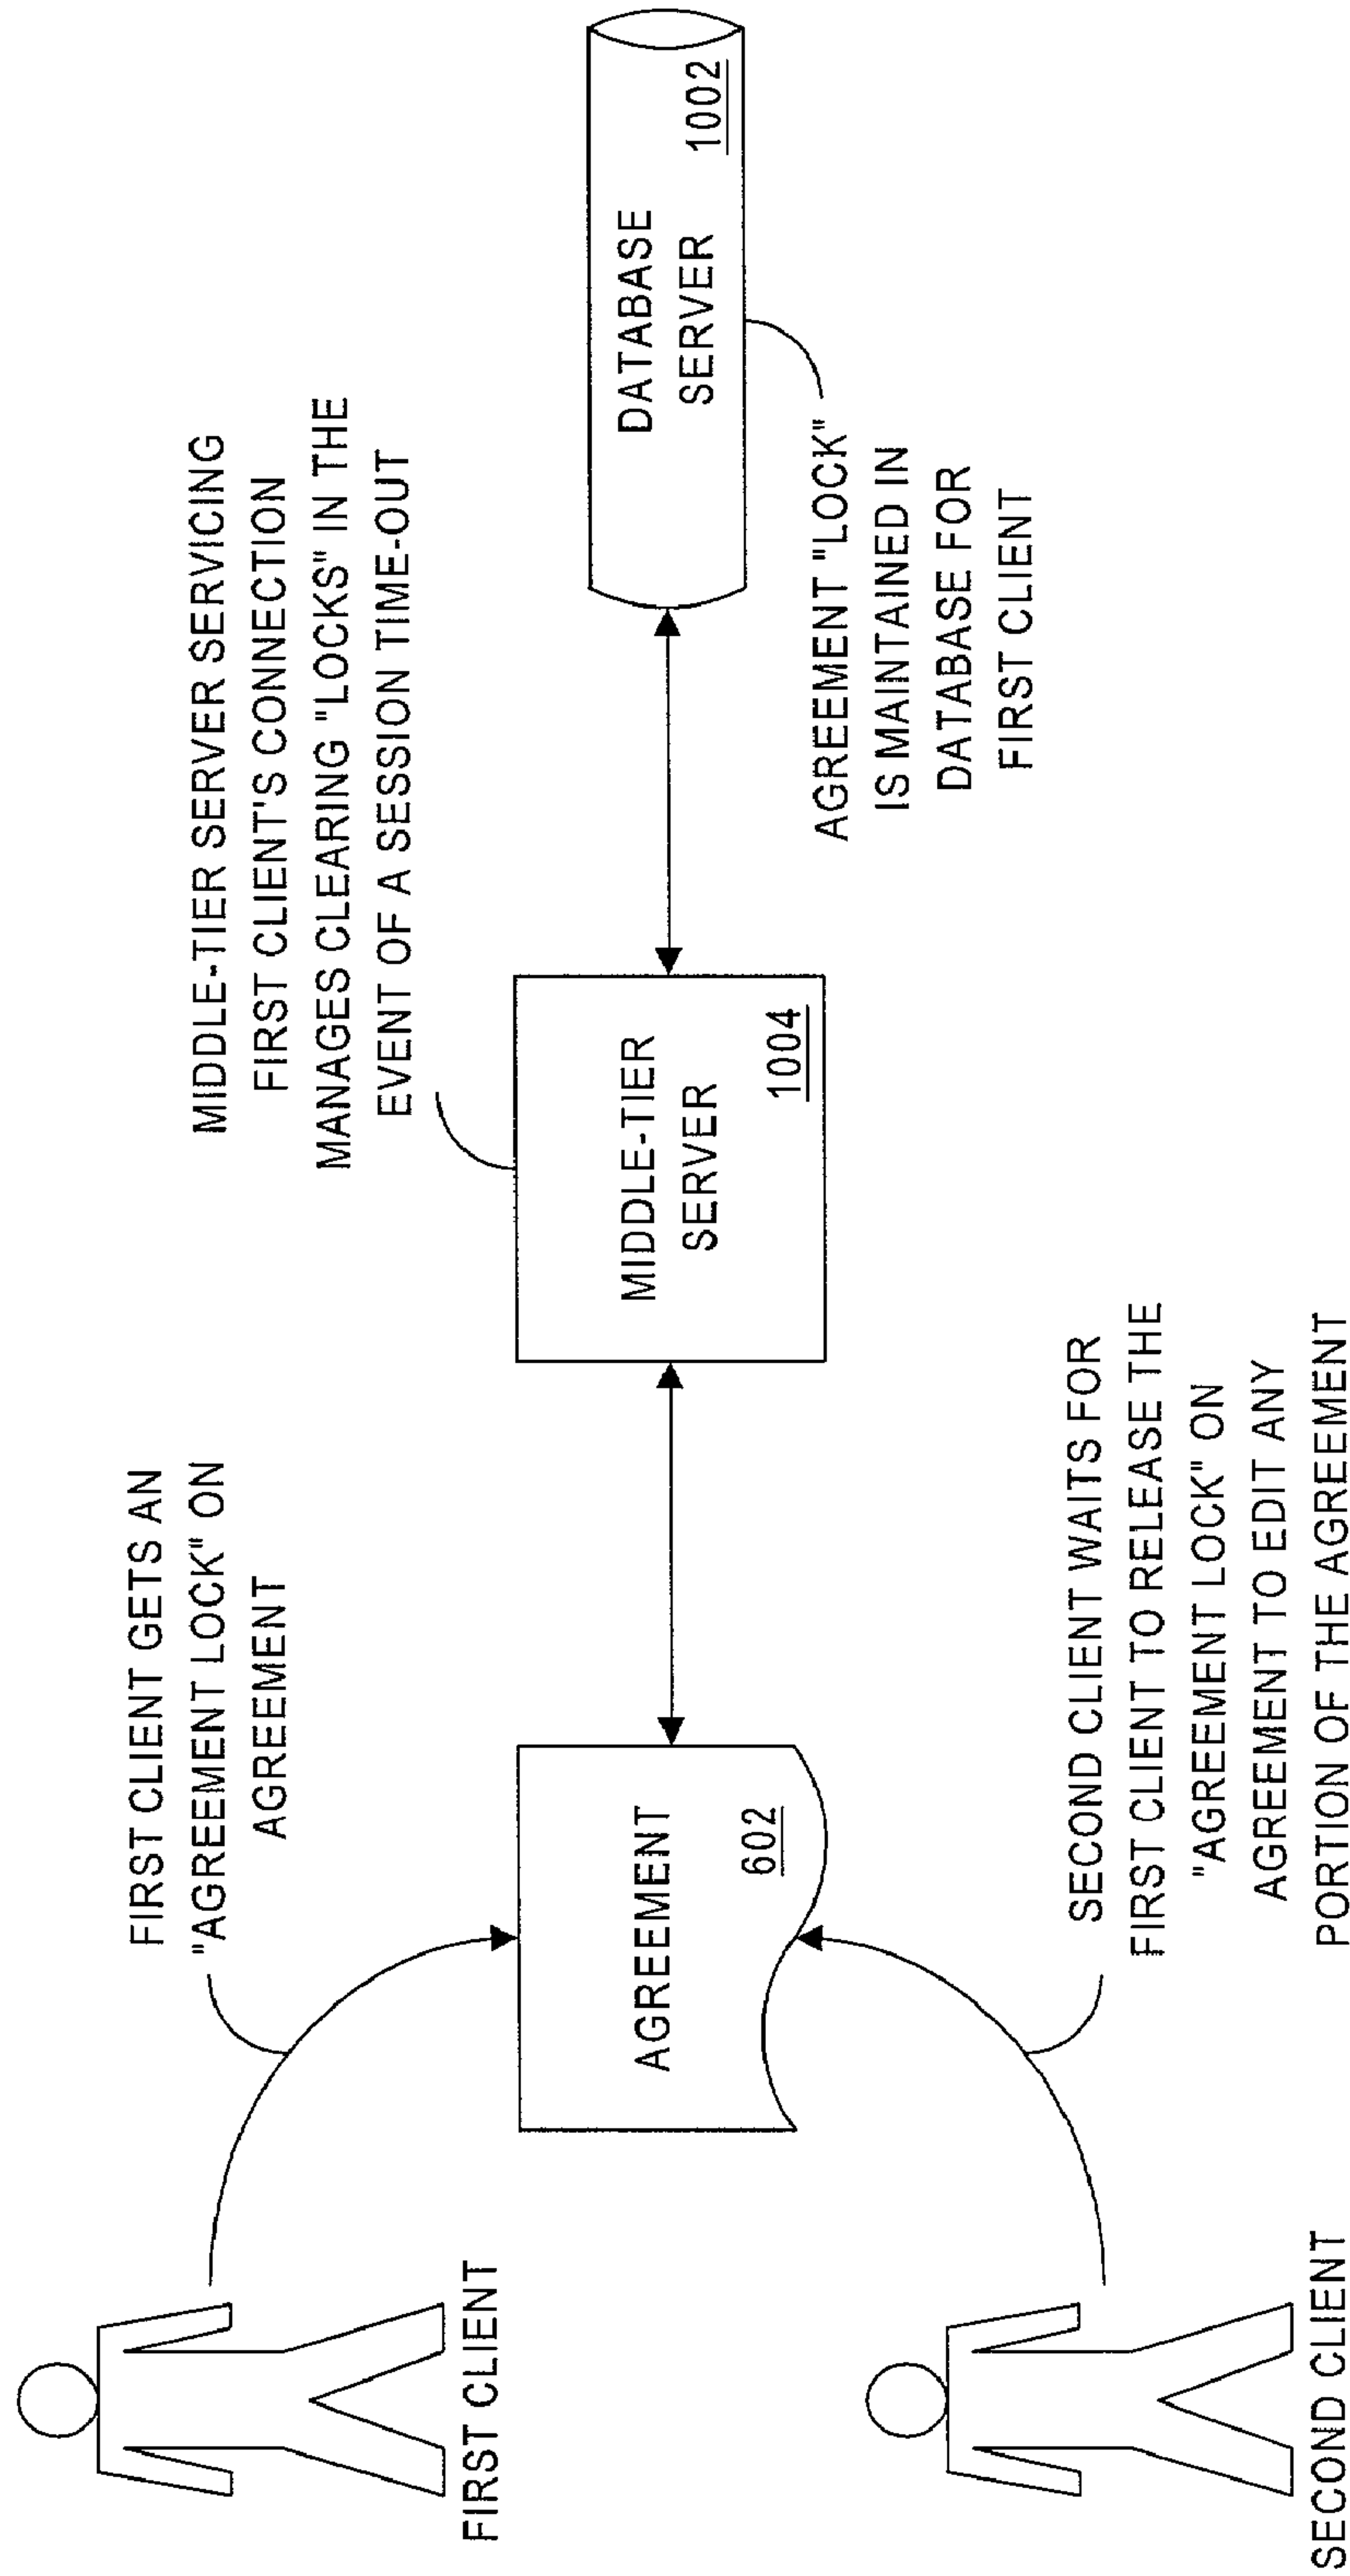 FIRST CLIENT
FIRST CLIENT GETS AN
"AGREEMENT LOCK" ON
AGREEMENT
AGREEMENT
602
SECOND CLIENT
SECOND CLIENT WAITS FOR
FIRST CLIENT TO RELEASE THE
"AGREEMENT LOCK" ON
AGREEMENT TO EDIT ANY
PORTION OF THE AGREEMENT
MIDDLE-TIER SERVER SERVICING
FIRST CLIENT'S CONNECTION
MANAGES CLEARING "LOCKS" IN THE
EVENT OF A SESSION TIME-OUT
MIDDLE-TIER
SERVER
1004
DATABASE
SERVER
1002
AGREEMENT "LOCK"
IS MAINTAINED IN
DATABASE FOR
FIRST CLIENT